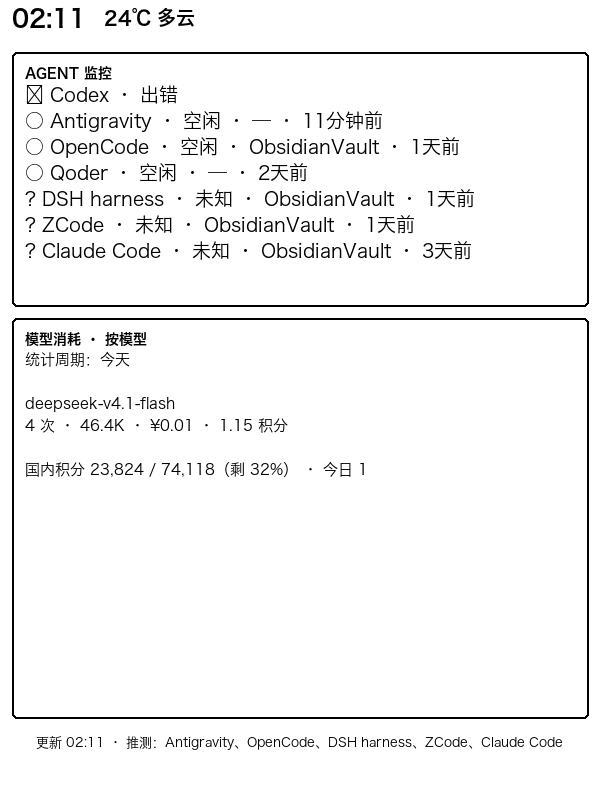 02:11 24℃ 多云
AGENT 监控
☒ Codex · 出错
○ Antigravity · 空闲 · — · 11分钟前
○ OpenCode · 空闲 · ObsidianVault · 1天前
○ Qoder · 空闲 · — · 2天前
? DSH harness · 未知 · ObsidianVault · 1天前
? ZCode · 未知 · ObsidianVault · 1天前
? Claude Code · 未知 · ObsidianVault · 3天前
模型消耗 · 按模型
统计周期：今天
deepseek-v4.1-flash
4 次 · 46.4K · ¥0.01 · 1.15 积分
国内积分 23,824 / 74,118（剩 32%） · 今日 1
更新 02:11 · 推测：Antigravity、OpenCode、DSH harness、ZCode、Claude Code